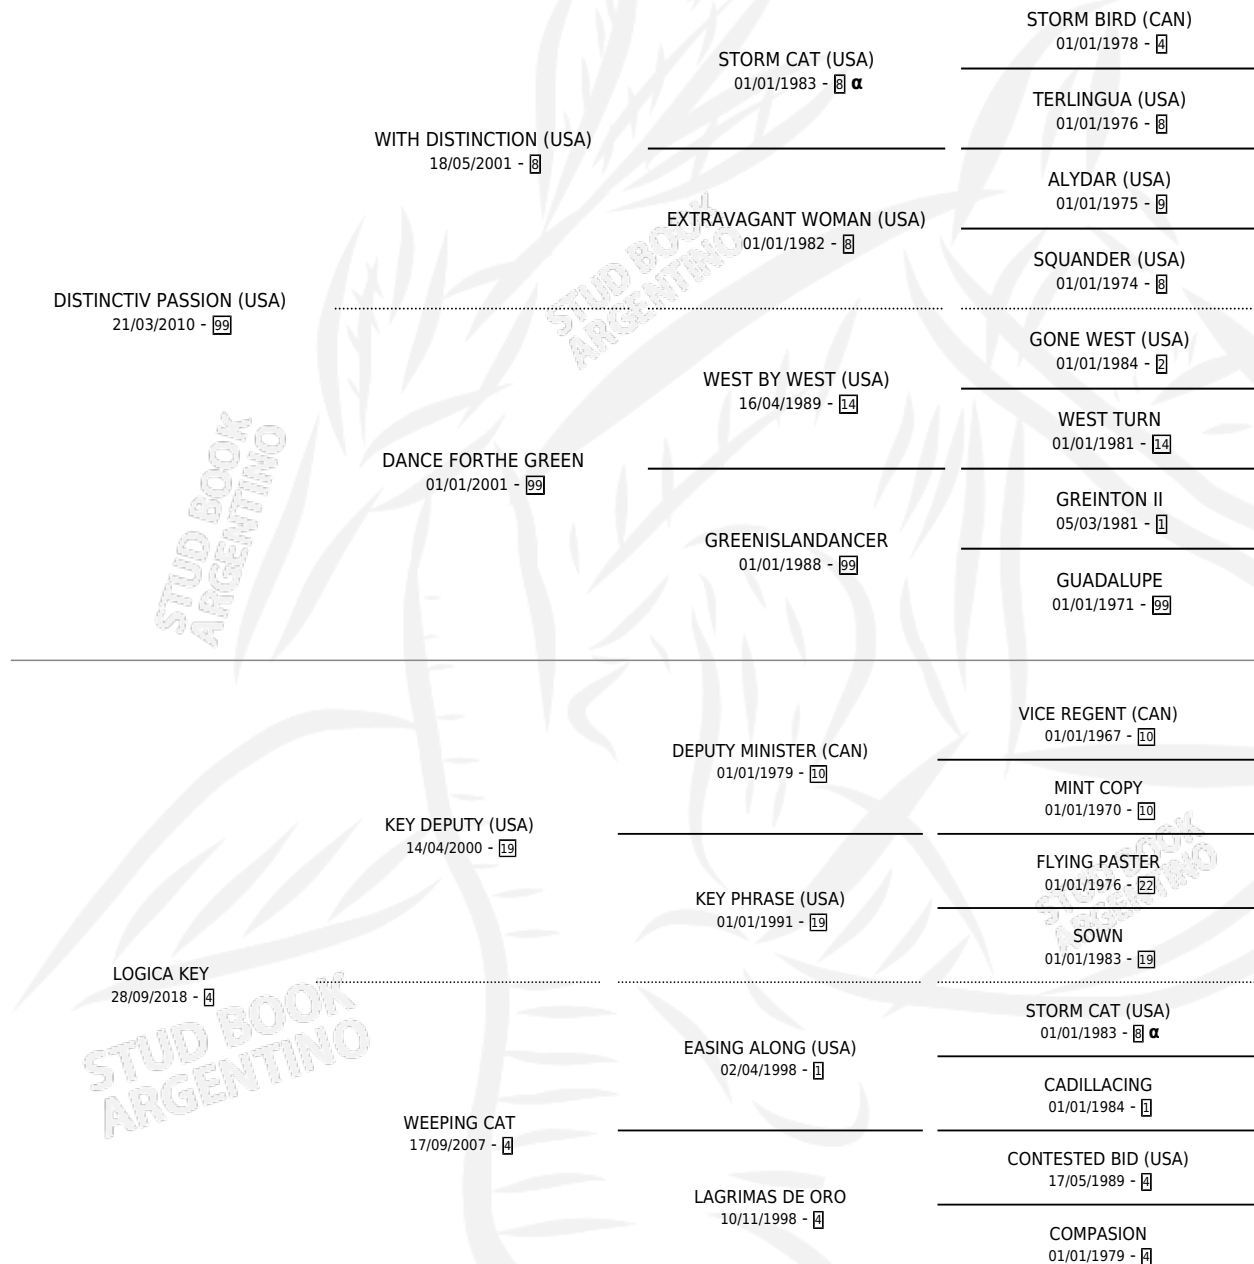 STORM BIRD (CAN)
01/01/1978 - 4
STORM CAT (USA)
01/01/1983 - 8 α
TERLINGUA (USA)
01/01/1976 - 8
WITH DISTINCTION (USA)
18/05/2001 - 8
ALYDAR (USA)
01/01/1975 - 9
EXTRAVAGANT WOMAN (USA)
01/01/1982 - 8
SQUANDER (USA)
01/01/1974 - 8
DISTINCTIV PASSION (USA)
21/03/2010 - 99
GONE WEST (USA)
01/01/1984 - 2
WEST BY WEST (USA)
16/04/1989 - 14
WEST TURN
01/01/1981 - 14
DANCE FORTHE GREEN
01/01/2001 - 99
GREINTON II
05/03/1981 - 1
GREENISLANDANCER
01/01/1988 - 99
GUADALUPE
01/01/1971 - 99
VICE REGENT (CAN)
01/01/1967 - 10
DEPUTY MINISTER (CAN)
01/01/1979 - 10
MINT COPY
01/01/1970 - 10
KEY DEPUTY (USA)
14/04/2000 - 19
FLYING PASTER
01/01/1976 - 22
KEY PHRASE (USA)
01/01/1991 - 19
SOWN
01/01/1983 - 19
LOGICA KEY
28/09/2018 - 4
STORM CAT (USA)
01/01/1983 - 8 α
EASING ALONG (USA)
02/04/1998 - 1
CADILLACING
01/01/1984 - 1
WEEPING CAT
17/09/2007 - 4
CONTESTED BID (USA)
17/05/1989 - 4
LAGRIMAS DE ORO
10/11/1998 - 4
COMPASION
01/01/1979 - 4
STUD BOOK
ARGENTINO
STUD BOOK
ARGENTINO
STUD BOOK
ARGENTINO
STUD BOOK
ARGENTINO